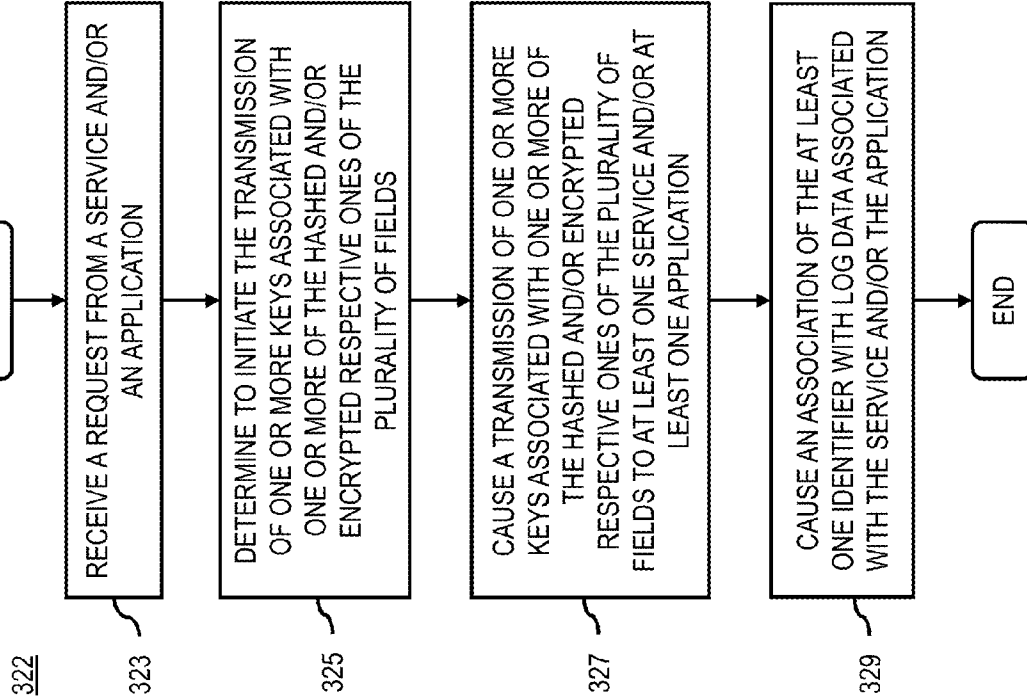 322
323
RECEIVE A REQUEST FROM A SERVICE AND/OR
AN APPLICATION
325
DETERMINE TO INITIATE THE TRANSMISSION
OF ONE OR MORE KEYS ASSOCIATED WITH
ONE OR MORE OF THE HASHED AND/OR
ENCRYPTED RESPECTIVE ONES OF THE
PLURALITY OF FIELDS
327
CAUSE A TRANSMISSION OF ONE OR MORE
KEYS ASSOCIATED WITH ONE OR MORE OF
THE HASHED AND/OR ENCRYPTED
RESPECTIVE ONES OF THE PLURALITY OF
FIELDS TO AT LEAST ONE SERVICE AND/OR AT
LEAST ONE APPLICATION
329
CAUSE AN ASSOCIATION OF THE AT LEAST
ONE IDENTIFIER WITH LOG DATA ASSOCIATED
WITH THE SERVICE AND/OR THE APPLICATION
END